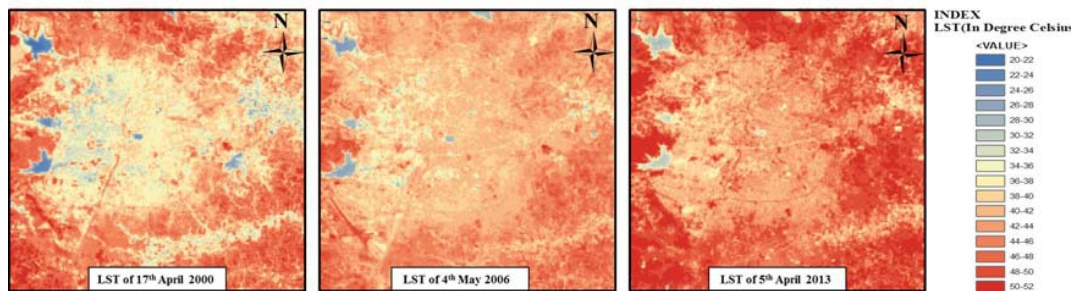 N
N
N
LST of 17th April 2000
LST of 4th May 2006
LST of 5th April 2013
INDEX
LST(In Degree Celsius
<VALUE>
20-22
22-24
24-26
26-28
28-30
30-32
32-34
34-36
36-38
38-40
40-42
42-44
44-46
46-48
48-50
50-52